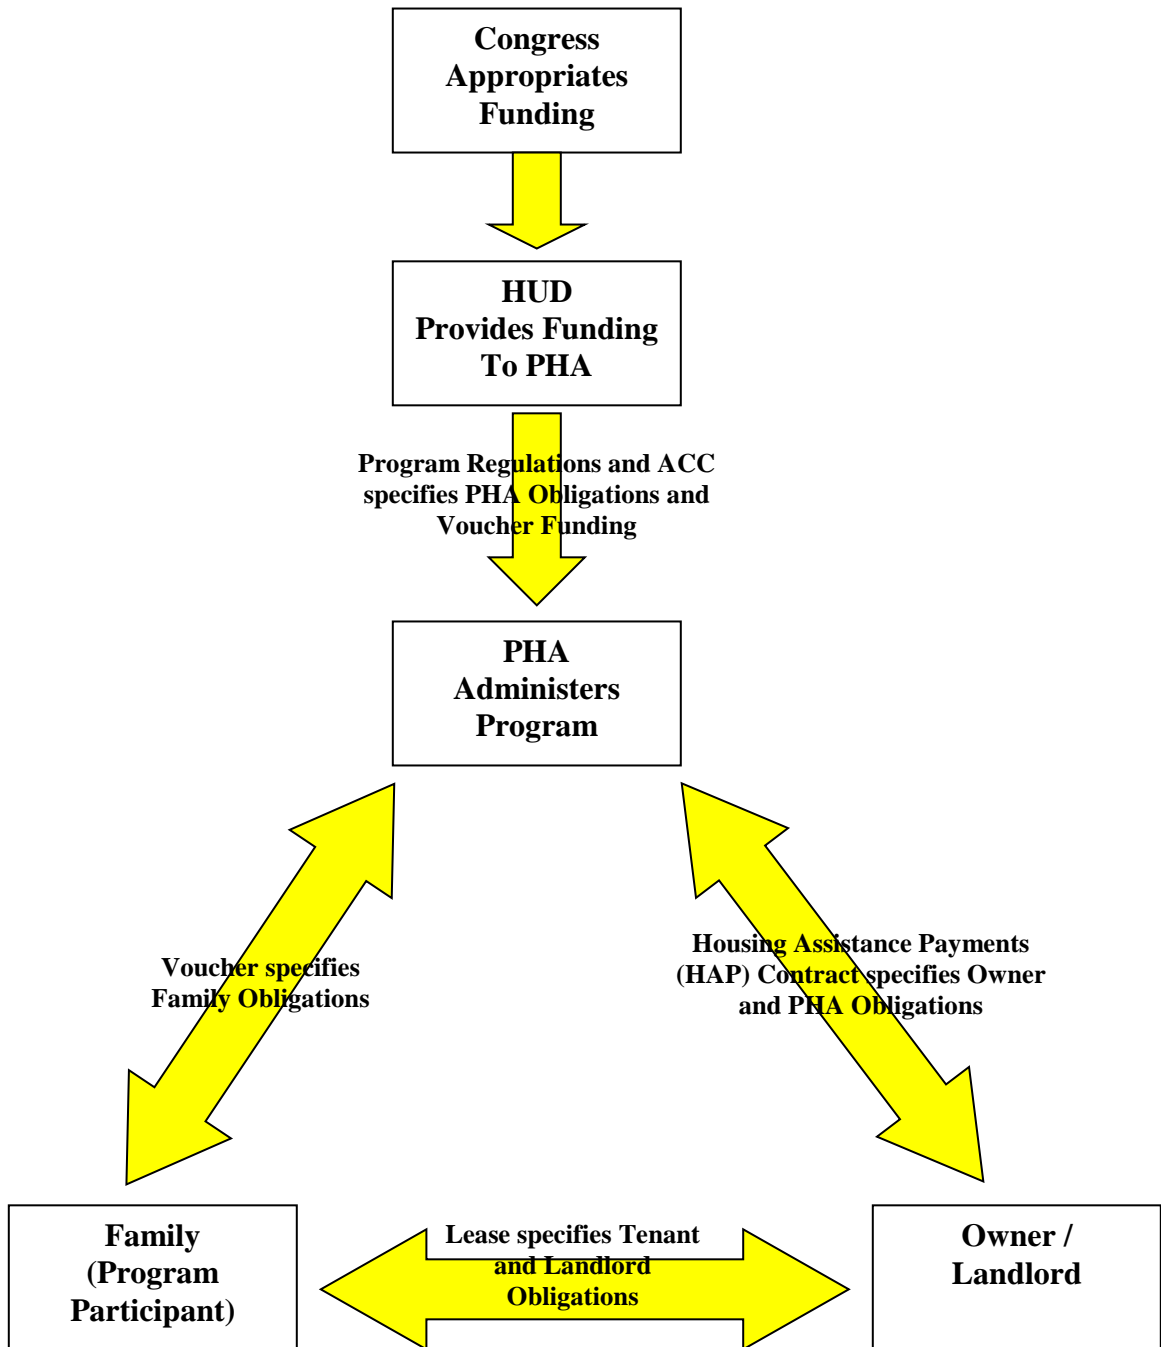 Congress
Appropriates
Funding
HUD
Provides Funding
To PHA
Program Regulations and ACC
specifies PHA Obligations and
Voucher Funding
PHA
Administers
Program
Voucher specifies
Family Obligations
Housing Assistance Payments
(HAP) Contract specifies Owner
and PHA Obligations
Family
(Program
Participant)
Lease specifies Tenant
and Landlord
Obligations
Owner /
Landlord